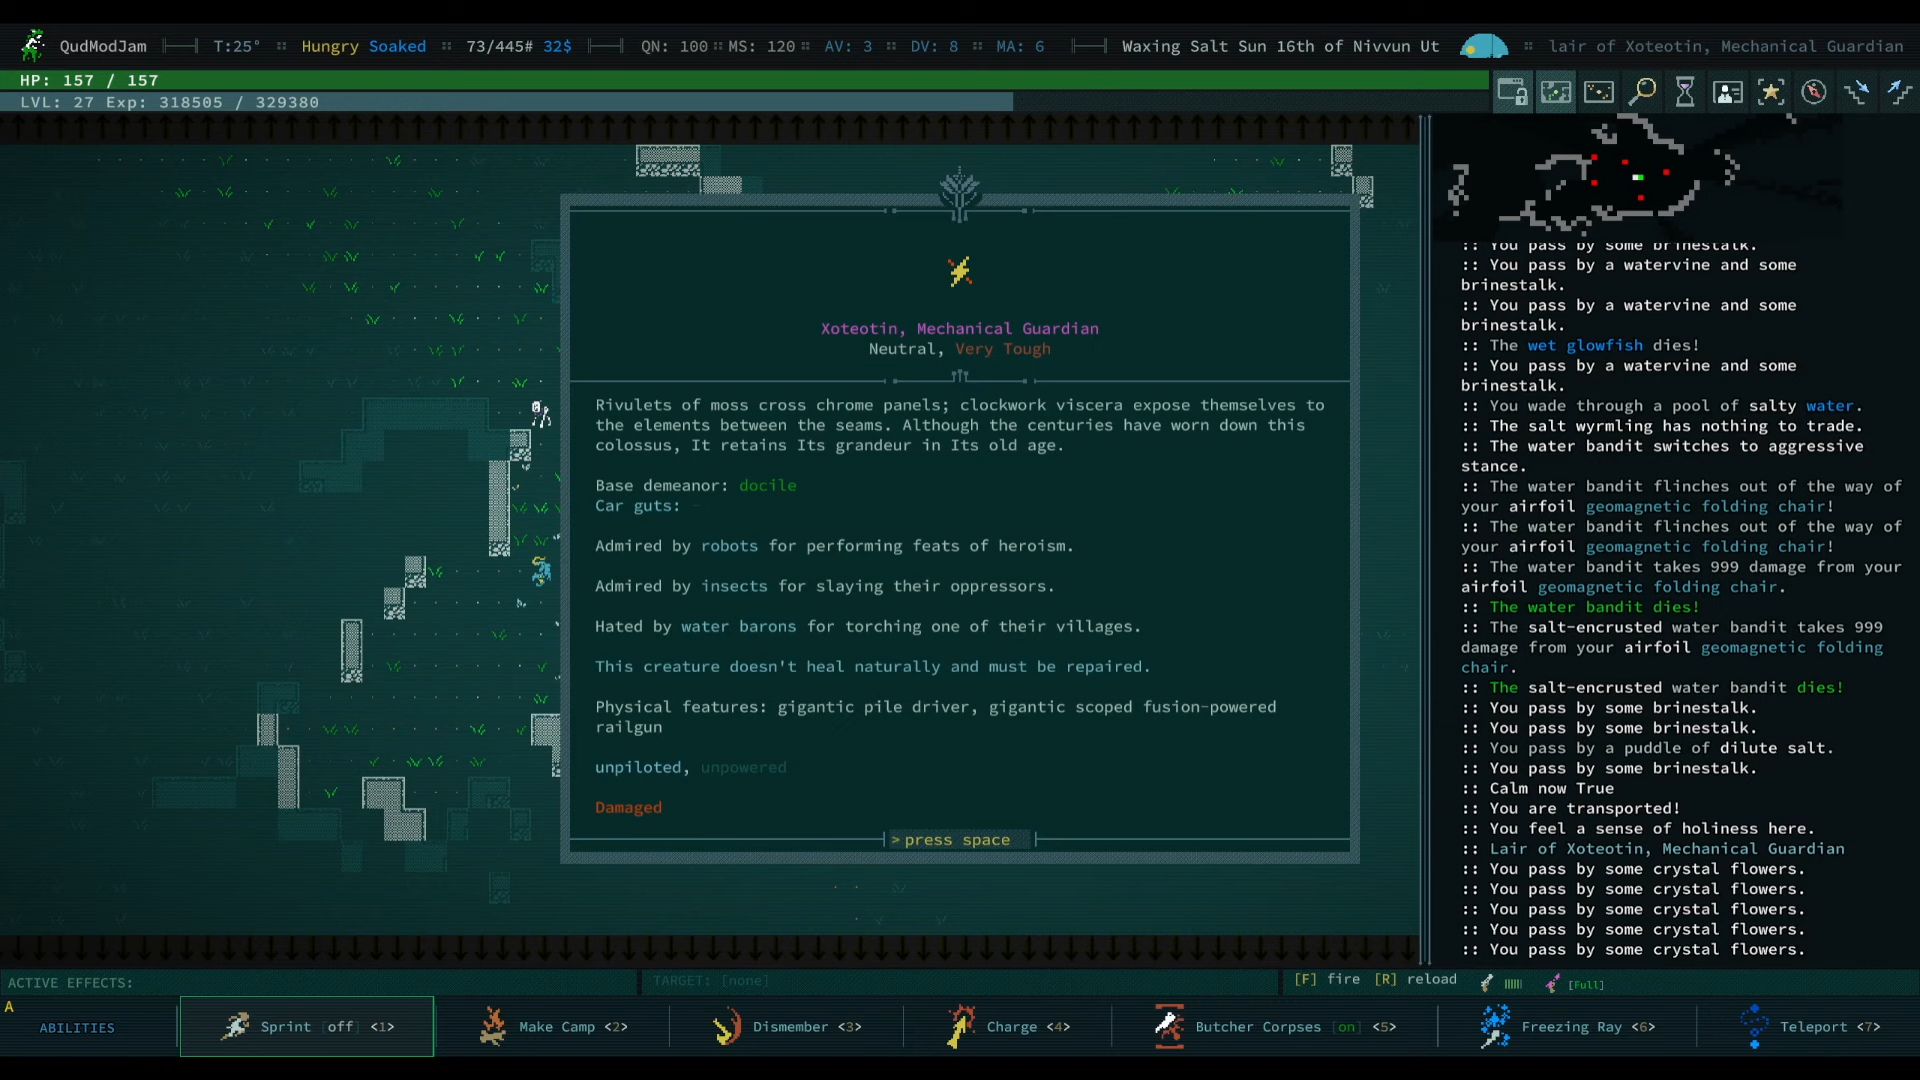 QudModJam T:25° :: Hungry Soaked :: 73/445# 32$ QN: 100 :: MS: 120 :: AV: 3 :: DV: 8 :: MA: 6 Waxing Salt Sun 16th of Nivvun Ut :: lair of Xoteotin, Mechanical Guardian
HP: 157 / 157
LVL: 27 Exp: 318505 / 329380
Xoteotin, Mechanical Guardian
Neutral, Very Tough
Rivulets of moss cross chrome panels; clockwork viscera expose themselves to
the elements between the seams. Although the centuries have worn down this
colossus, It retains Its grandeur in Its old age.
Base demeanor: docile
Car guts: -
Admired by robots for performing feats of heroism.
Admired by insects for slaying their oppressors.
Hated by water barons for torching one of their villages.
This creature doesn't heal naturally and must be repaired.
Physical features: gigantic pile driver, gigantic scoped fusion-powered
railgun
unpiloted, unpowered
Damaged
> press space
:: You pass by some brinestalk.
:: You pass by a watervine and some
brinestalk.
:: You pass by a watervine and some
brinestalk.
:: The wet glowfish dies!
:: You pass by a watervine and some
brinestalk.
:: You wade through a pool of salty water.
:: The salt wyrmling has nothing to trade.
:: The water bandit switches to aggressive
stance.
:: The water bandit flinches out of the way of
your airfoil geomagnetic folding chair!
:: The water bandit flinches out of the way of
your airfoil geomagnetic folding chair!
:: The water bandit takes 999 damage from your
airfoil geomagnetic folding chair.
:: The water bandit dies!
:: The salt-encrusted water bandit takes 999
damage from your airfoil geomagnetic folding
chair.
:: The salt-encrusted water bandit dies!
:: You pass by some brinestalk.
:: You pass by some brinestalk.
:: You pass by a puddle of dilute salt.
:: You pass by some brinestalk.
:: Calm now True
:: You are transported!
:: You feel a sense of holiness here.
:: Lair of Xoteotin, Mechanical Guardian
:: You pass by some crystal flowers.
:: You pass by some crystal flowers.
:: You pass by some crystal flowers.
:: You pass by some crystal flowers.
:: You pass by some crystal flowers.
ACTIVE EFFECTS: TARGET: [none] [F] fire [R] reload [Full]
A
ABILITIES Sprint [off] <1> Make Camp <2> Dismember <3> Charge <4> Butcher Corpses [on] <5> Freezing Ray <6> Teleport <7>